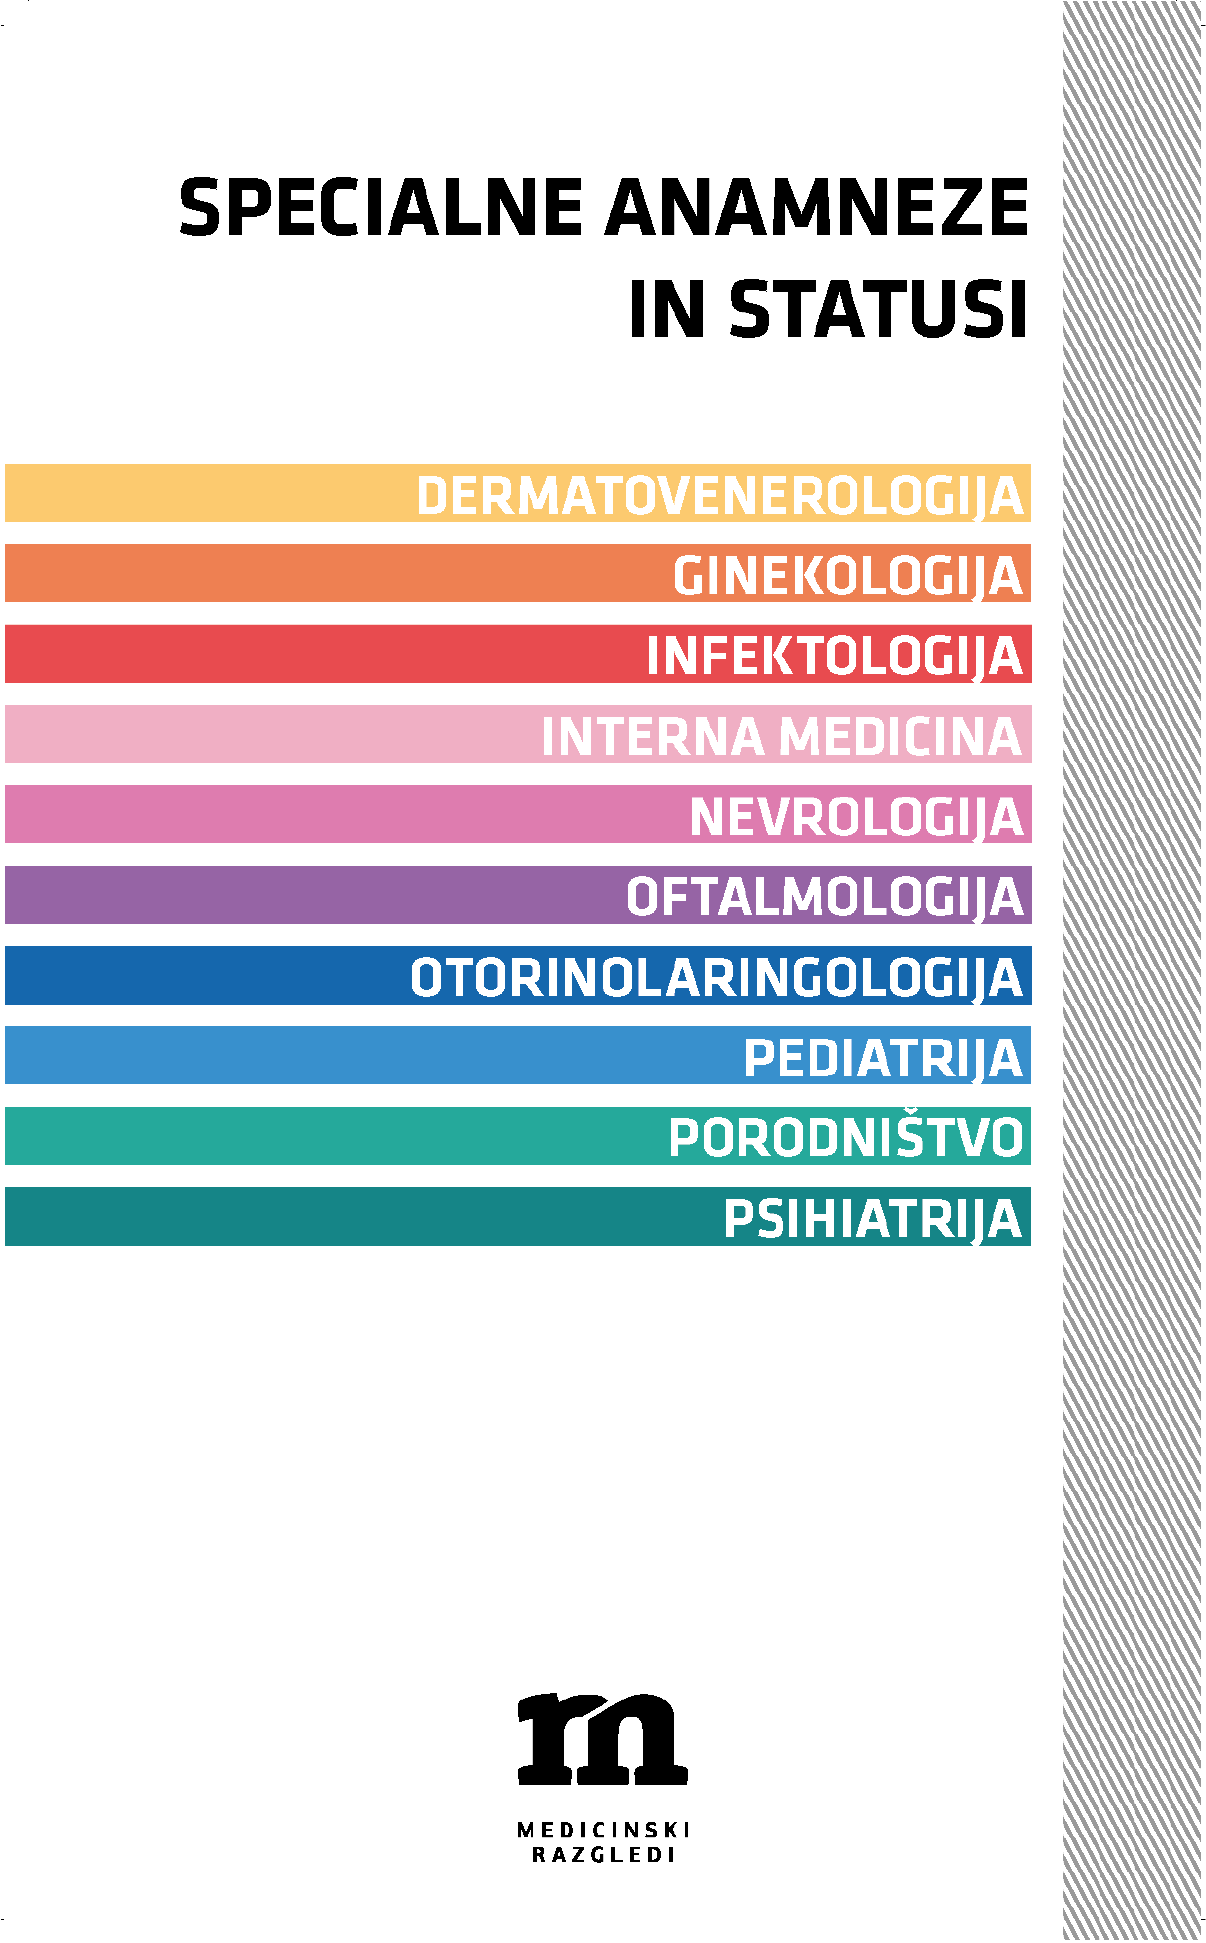 SPECIALNE ANAMNEZE
IN STATUSI
DERMATOVENEROLOGIJA
GINEKOLOGIJA
INFEKTOLOGIJA
INTERNA MEDICINA
NEVROLOGIJA
OFTALMOLOGIJA
OTORINOLARINGOLOGIJA
PEDIATRIJA
PORODNIŠTVO
PSIHIATRIJA
MEDICINSKI
RAZGLEDI